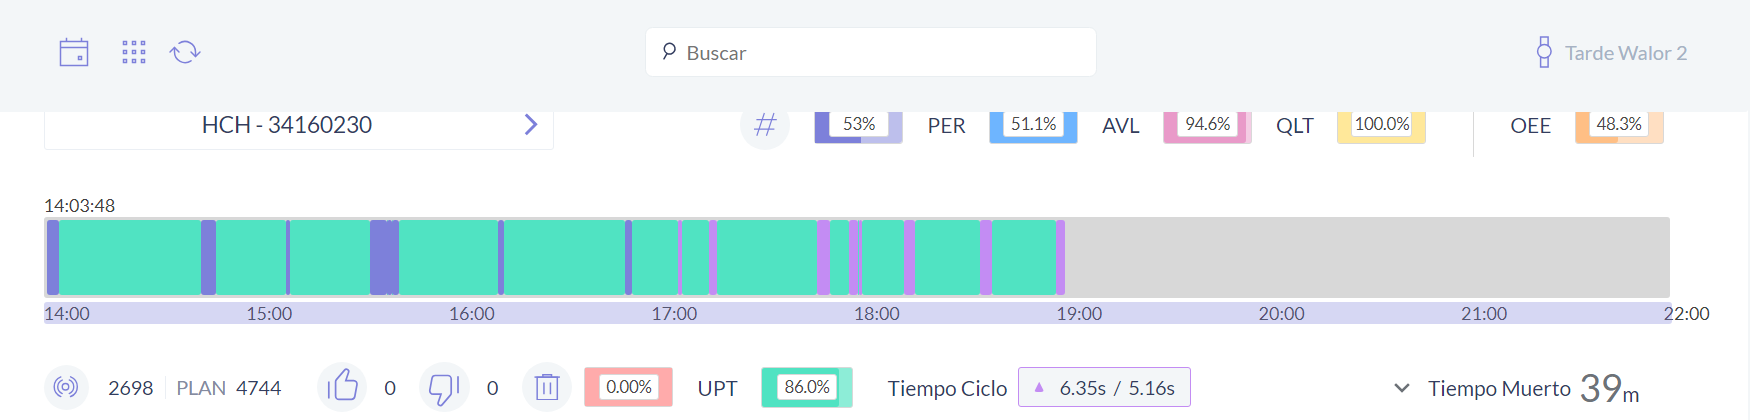 Buscar
Tarde Walor 2
HCH - 34160230
# 53% PER 51.1% AVL 94.6% QLT 100.0% OEE 48.3%
14:03:48
14:00 15:00 16:00 17:00 18:00 19:00 20:00 21:00 22:00
2698 PLAN 4744 0 0 0.00% UPT 86.0% Tiempo Ciclo 6.35s / 5.16s Tiempo Muerto 39m